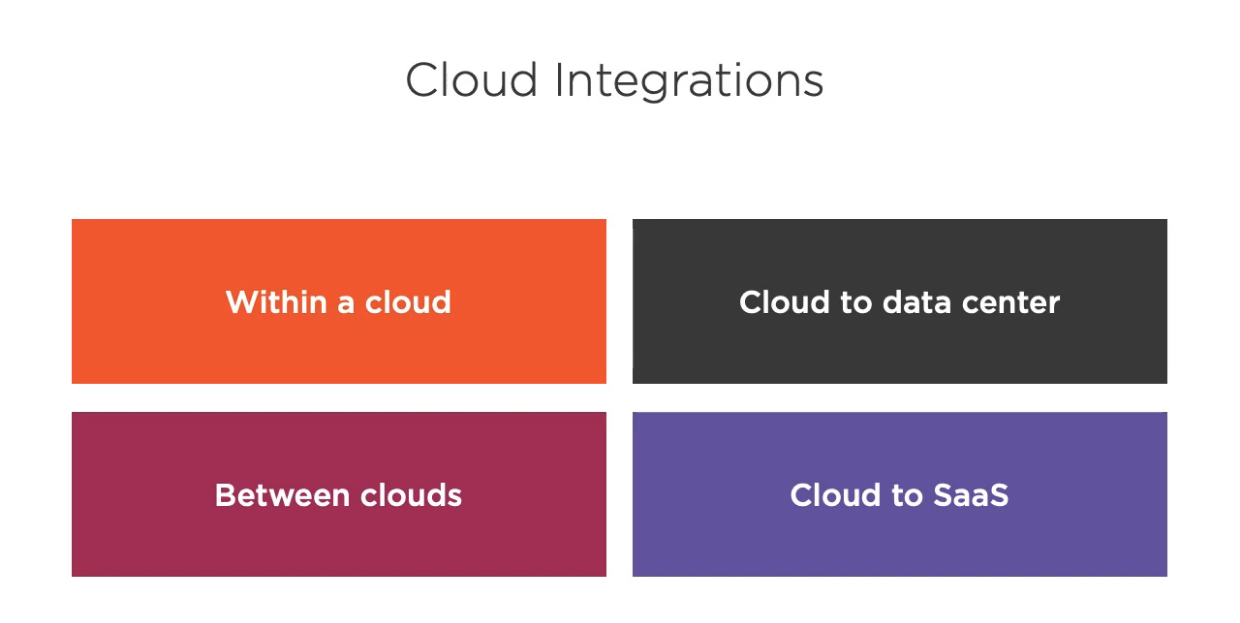 Cloud Integrations
Within a cloud
Cloud to data center
Between clouds
Cloud to SaaS